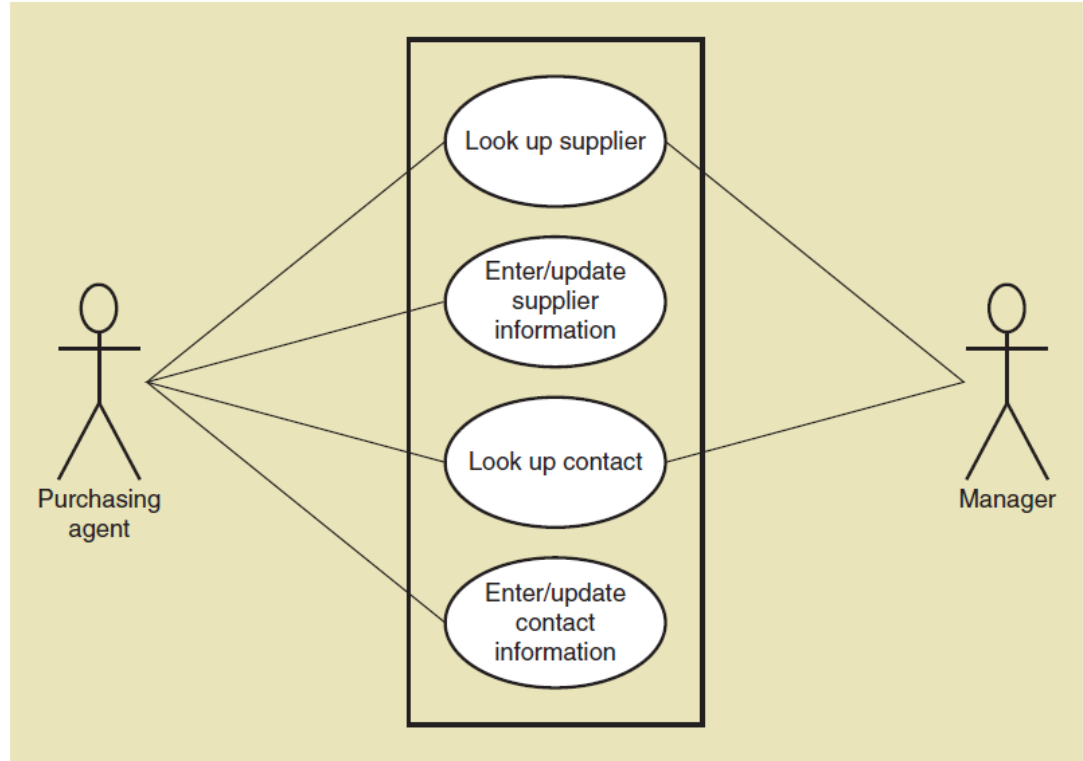 Look up supplier
Enter/update
supplier
information
Look up contact
Enter/update
contact
information
Purchasing
agent
Manager